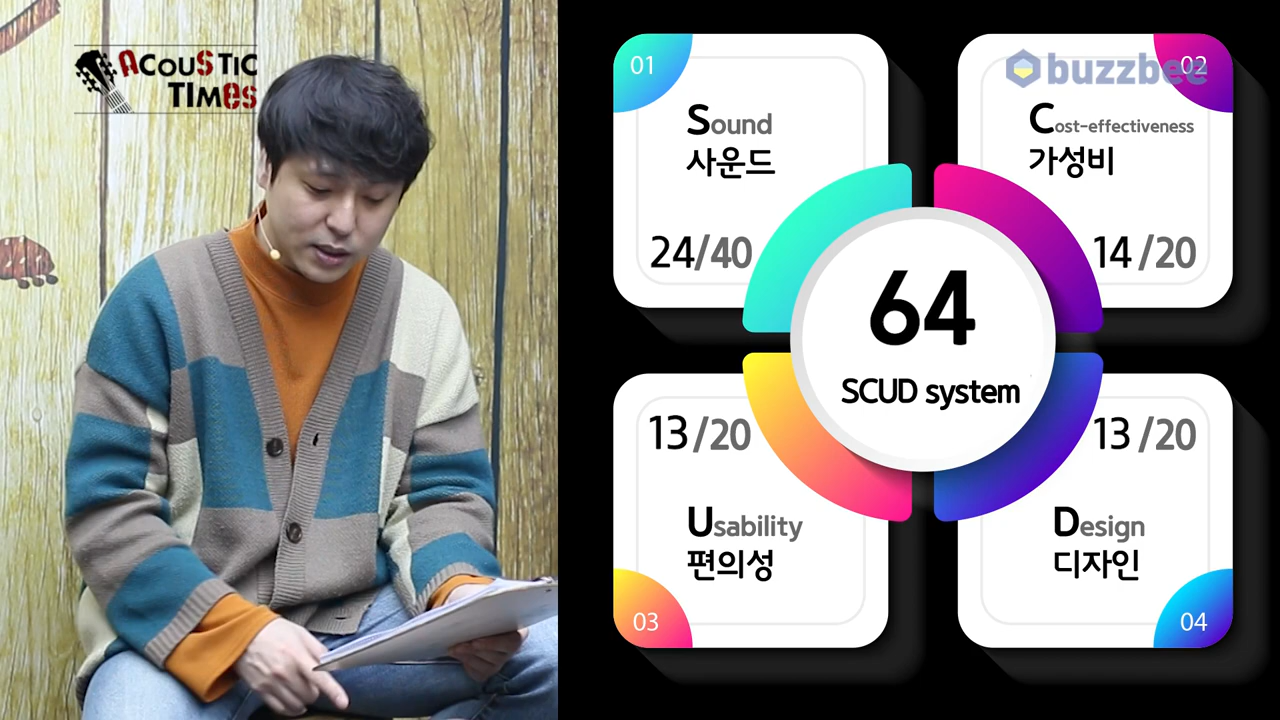 ACOUSTIC
TIMES
01
Sound
사운드
24/40
buzzbee
02
Cost-effectiveness
가성비
14/20
64
SCUD system
13/20
Usability
편의성
03
13/20
Design
디자인
04